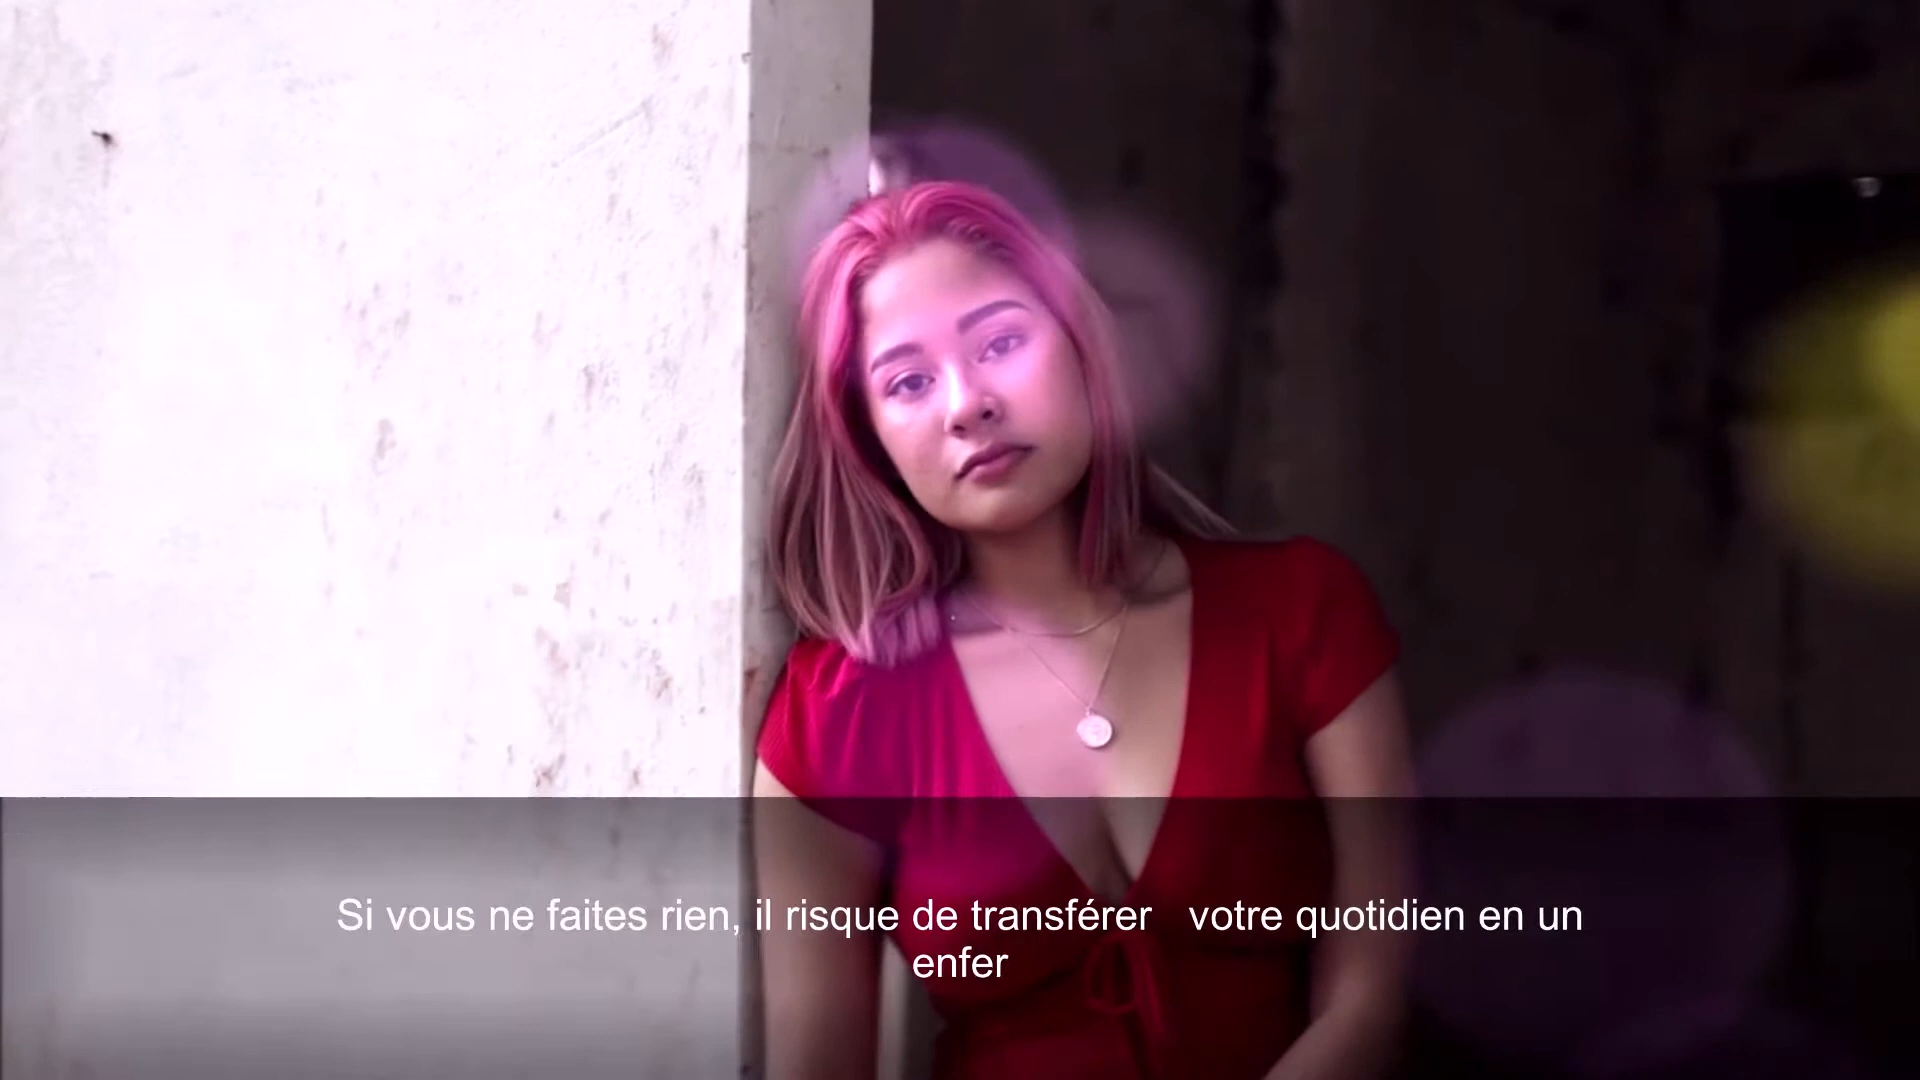 Si vous ne faites rien, il risque de transférer   votre quotidien en un
enfer